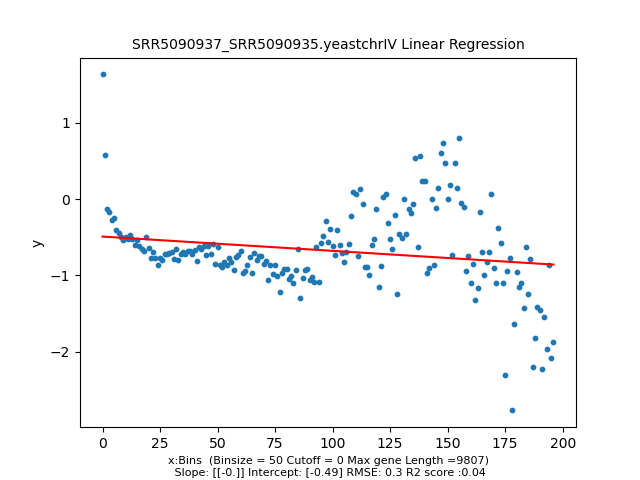 SRR5090937_SRR5090935.yeastchrIV Linear Regression
y
1
0
−1
−2
0 25 50 75 100 125 150 175 200
x:Bins (Binsize = 50 Cutoff = 0 Max gene Length =9807)
Slope: [[-0.]] Intercept: [-0.49] RMSE: 0.3 R2 score :0.04